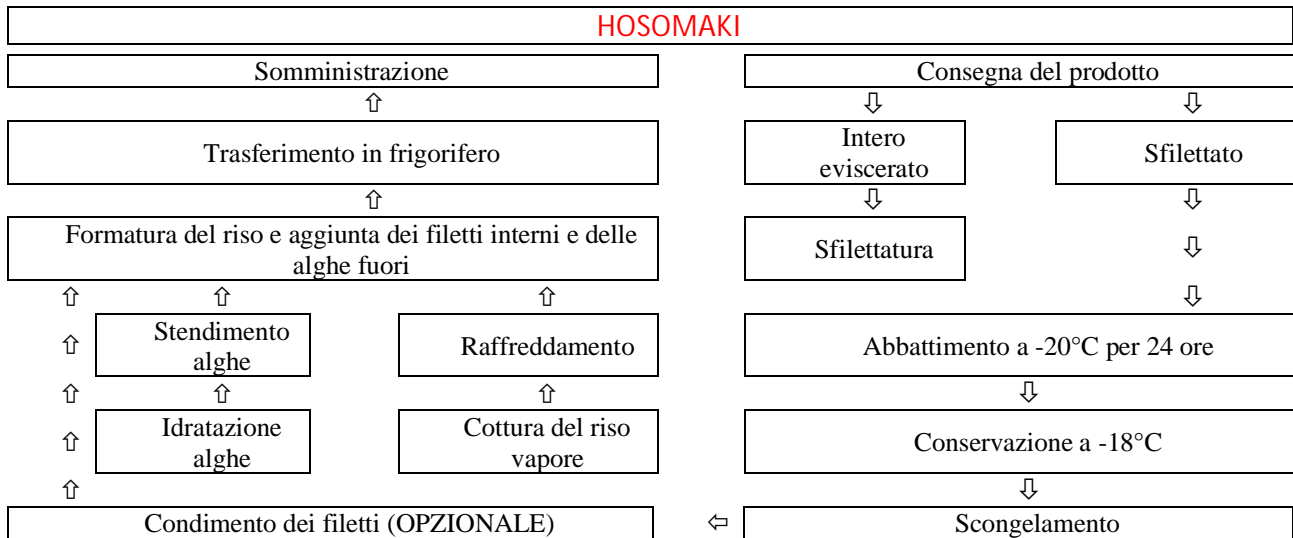 HOSOMAKI
Somministrazione
Consegna del prodotto
⇧
⇩
⇩
Trasferimento in frigorifero
Intero
eviscerato
Sfilettato
⇧
⇩
⇩
Formatura del riso e aggiunta dei filetti interni e delle
alghe fuori
Sfilettatura
⇩
⇧
⇧
⇧
⇩
⇧
Stendimento
alghe
Raffreddamento
Abbattimento a -20°C per 24 ore
⇧
⇧
⇧
⇩
⇧
Idratazione
alghe
Cottura del riso
vapore
Conservazione a -18°C
⇧
⇩
Condimento dei filetti (OPZIONALE)
⇦
Scongelamento